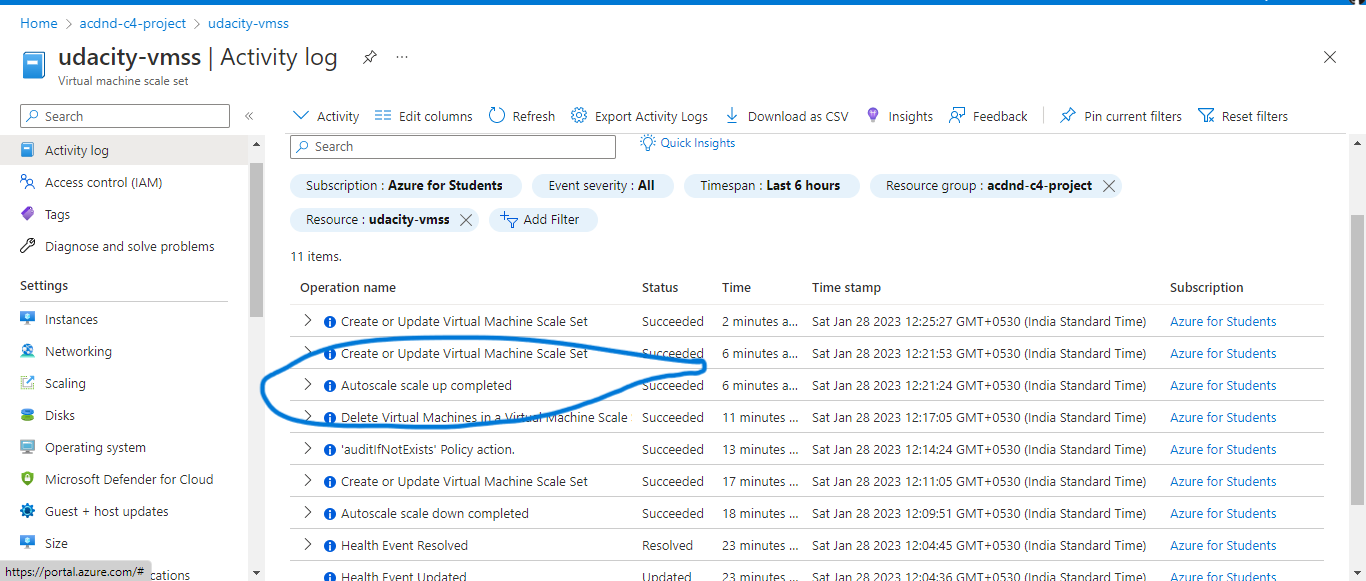 Home > acdnd-c4-project > udacity-vmss
udacity-vmss | Activity log
Virtual machine scale set
Search
Activity Edit columns Refresh Export Activity Logs Download as CSV Insights Feedback Pin current filters Reset filters
Activity log
Access control (IAM)
Tags
Diagnose and solve problems
Settings
Instances
Networking
Scaling
Disks
Operating system
Microsoft Defender for Cloud
Guest + host updates
Size
https://portal.azure.com/#
Search
Quick Insights
Subscription : Azure for Students Event severity : All Timespan : Last 6 hours Resource group : acdnd-c4-project
Resource : udacity-vmss Add Filter
11 items.
Operation name Status Time Time stamp Subscription
Create or Update Virtual Machine Scale Set Succeeded 2 minutes a... Sat Jan 28 2023 12:25:27 GMT+0530 (India Standard Time) Azure for Students
Create or Update Virtual Machine Scale Set Succeeded 6 minutes a... Sat Jan 28 2023 12:21:53 GMT+0530 (India Standard Time) Azure for Students
Autoscale scale up completed Succeeded 6 minutes a... Sat Jan 28 2023 12:21:24 GMT+0530 (India Standard Time) Azure for Students
Delete Virtual Machines in a Virtual Machine Scale Succeeded 11 minutes ... Sat Jan 28 2023 12:17:05 GMT+0530 (India Standard Time) Azure for Students
'auditIfNotExists' Policy action. Succeeded 13 minutes ... Sat Jan 28 2023 12:14:24 GMT+0530 (India Standard Time) Azure for Students
Create or Update Virtual Machine Scale Set Succeeded 17 minutes ... Sat Jan 28 2023 12:11:05 GMT+0530 (India Standard Time) Azure for Students
Autoscale scale down completed Succeeded 18 minutes ... Sat Jan 28 2023 12:09:51 GMT+0530 (India Standard Time) Azure for Students
Health Event Resolved Resolved 23 minutes ... Sat Jan 28 2023 12:04:45 GMT+0530 (India Standard Time) Azure for Students
Health Event Updated Updated 23 minutes ... Sat Jan 28 2023 12:04:36 GMT+0530 (India Standard Time) Azure for Students